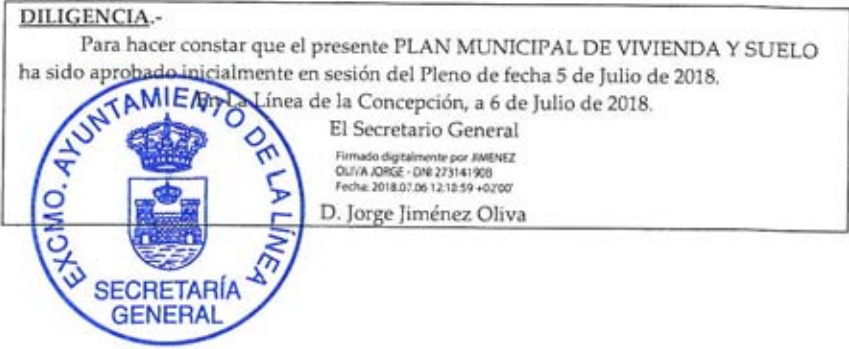 DILIGENCIA.-
Para hacer constar que el presente PLAN MUNICIPAL DE VIVIENDA Y SUELO
ha sido aprobado inicialmente en sesión del Pleno de fecha 5 de Julio de 2018.
En La Línea de la Concepción, a 6 de Julio de 2018.
El Secretario General
Firmado digitalmente por JIMENEZ
OLIVA JORGE - DNI 27314190B
Fecha: 2018.07.06 12:18:59 +02'00'
D. Jorge Jiménez Oliva
EXCMO. AYUNTAMIENTO DE LA LÍNEA
SECRETARÍA
GENERAL